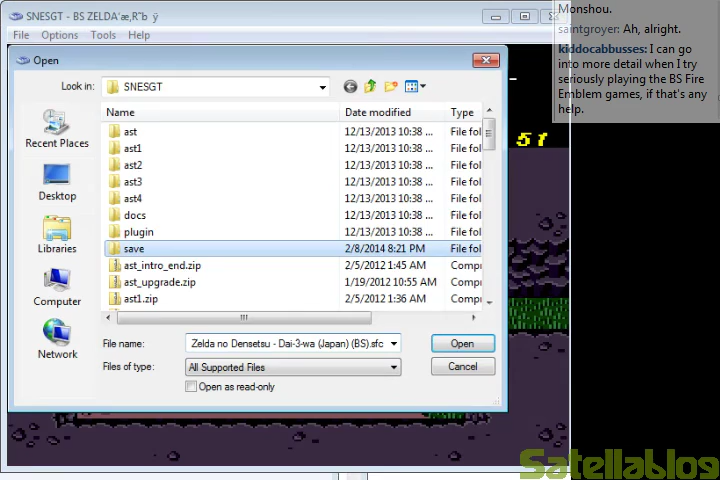 SNESGT - BS ZELDA´æ‚R˜b ÿ
File Options Tools Help
Open
Look in: SNESGT
Recent Places
Desktop
Libraries
Computer
Network
Name Date modified Type
ast 12/13/2013 10:38 ... File fol
ast1 12/13/2013 10:38 ... File fol
ast2 12/13/2013 10:38 ... File fol
ast3 12/13/2013 10:38 ... File fol
ast4 12/13/2013 10:38 ... File fol
docs 12/13/2013 10:38 ... File fol
plugin 12/13/2013 10:38 ... File fol
save 2/8/2014 8:21 PM File fol
ast_intro_end.zip 2/5/2012 1:45 AM Compr
ast_upgrade.zip 1/19/2012 10:55 AM Compr
ast1.zip 2/5/2012 1:36 AM Compr
File name: Zelda no Densetsu - Dai-3-wa (Japan) (BS).sfc Open
Files of type: All Supported Files Cancel
Open as read-only
Monshou.
saintgroyer: Ah, alright.
kiddocabbusses: I can go
into more detail when I try
seriously playing the BS Fire
Emblem games, if that's any
help.
51
Satellablog